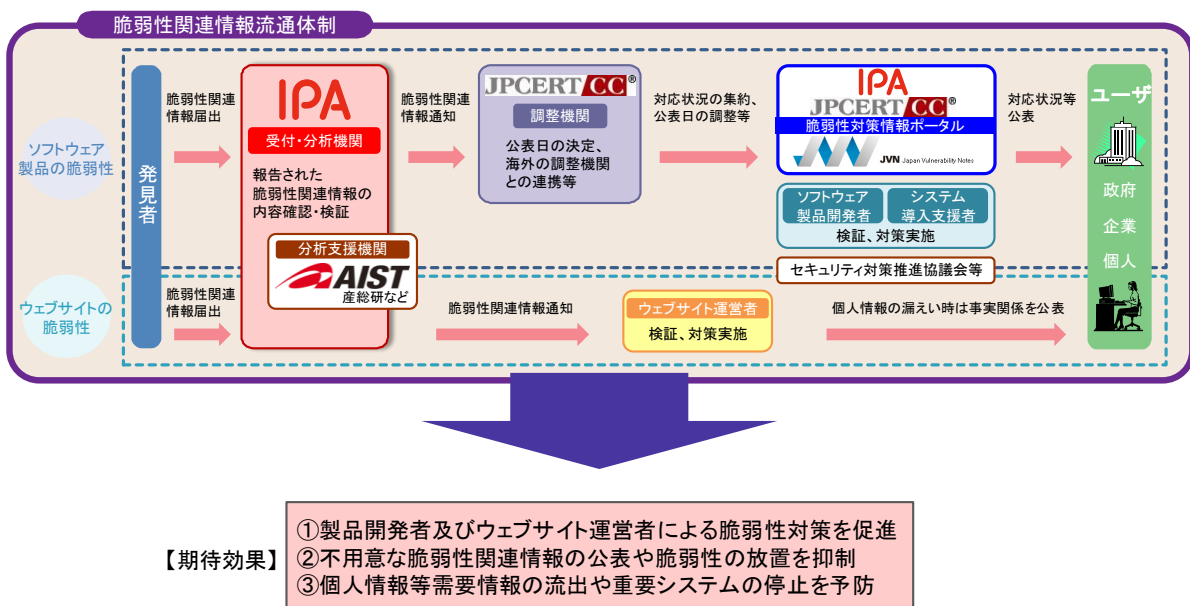 脆弱性関連情報流通体制
ソフトウェア
製品の脆弱性
発見者
脆弱性関連
情報届出
IPA
受付・分析機関
報告された
脆弱性関連情報の
内容確認・検証
分析支援機関
AIST
産総研など
脆弱性関連
情報通知
JPCERT/CC®
調整機関
公表日の決定、
海外の調整機関
との連携等
対応状況の集約、
公表日の調整等
IPA
JPCERT/CC®
脆弱性対策情報ポータル
JVN Japan Vulnerability Notes
ソフトウェア
製品開発者
システム
導入支援者
検証、対策実施
セキュリティ対策推進協議会等
対応状況等
公表
ユーザ
政府
企業
個人
ウェブサイトの
脆弱性
脆弱性関連
情報届出
脆弱性関連情報通知
ウェブサイト運営者
検証、対策実施
個人情報の漏えい時は事実関係を公表
【期待効果】
①製品開発者及びウェブサイト運営者による脆弱性対策を促進
②不用意な脆弱性関連情報の公表や脆弱性の放置を抑制
③個人情報等需要情報の流出や重要システムの停止を予防